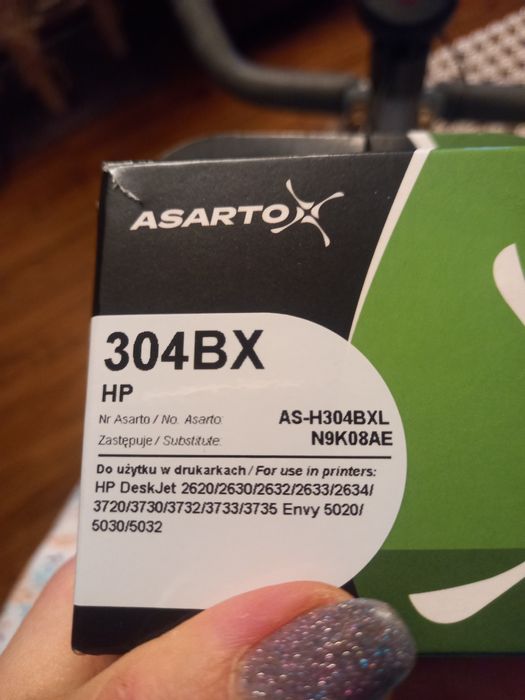 ASARTO
304BX
HP
Nr Asarto / No. Asarto: AS-H304BXL
Zastępuje / Substitute: N9K08AE
Do użytku w drukarkach / For use in printers:
HP DeskJet 2620/2630/2632/2633/2634/
3720/3730/3732/3733/3735 Envy 5020/
5030/5032